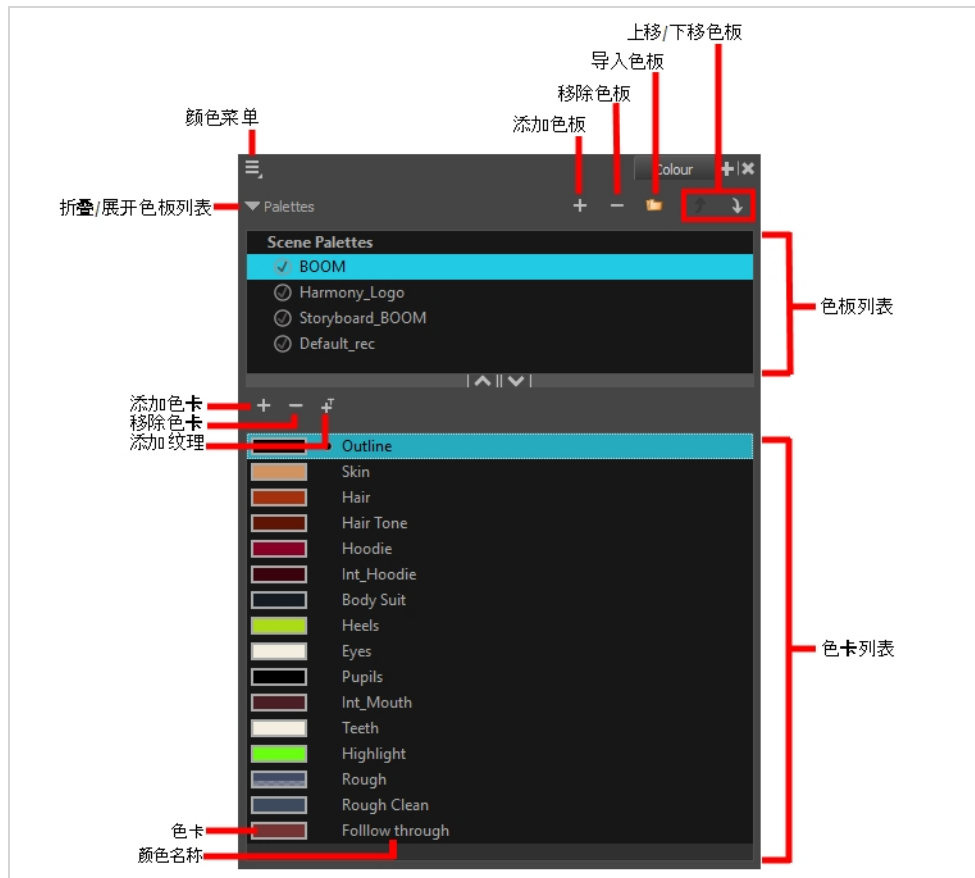 上移/下移色板
导入色板
移除色板
添加色板
颜色菜单
Colour
折叠/展开色板列表
Palettes
Scene Palettes
BOOM
Harmony_Logo
Storyboard_BOOM
Default_rec
色板列表
添加色卡
移除色卡
添加纹理
Outline
Skin
Hair
Hair Tone
Hoodie
Int_Hoodie
Body Suit
Heels
Eyes
Pupils
Int_Mouth
Teeth
Highlight
Rough
Rough Clean
Folllow through
色卡列表
色卡
颜色名称